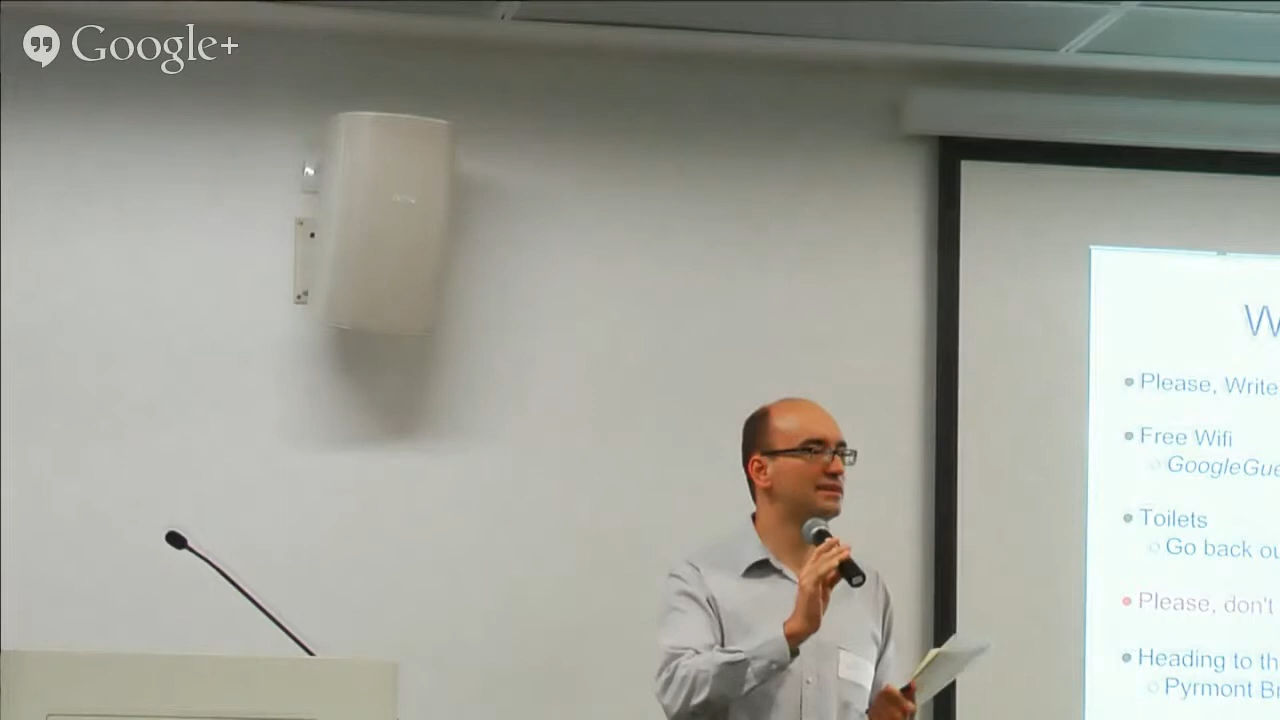 Google+
W
Please, Write
Free Wifi
GoogleGue
Toilets
Go back ou
Please, don't
Heading to th
Pyrmont Br